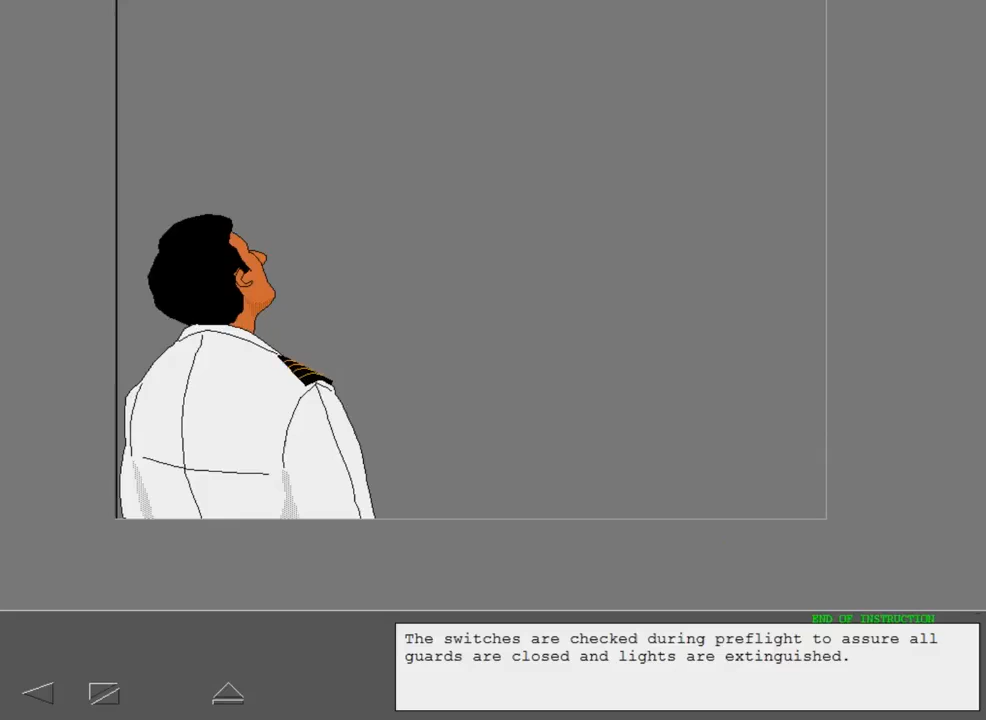 END OF INSTRUCTION
The switches are checked during preflight to assure all
guards are closed and lights are extinguished.